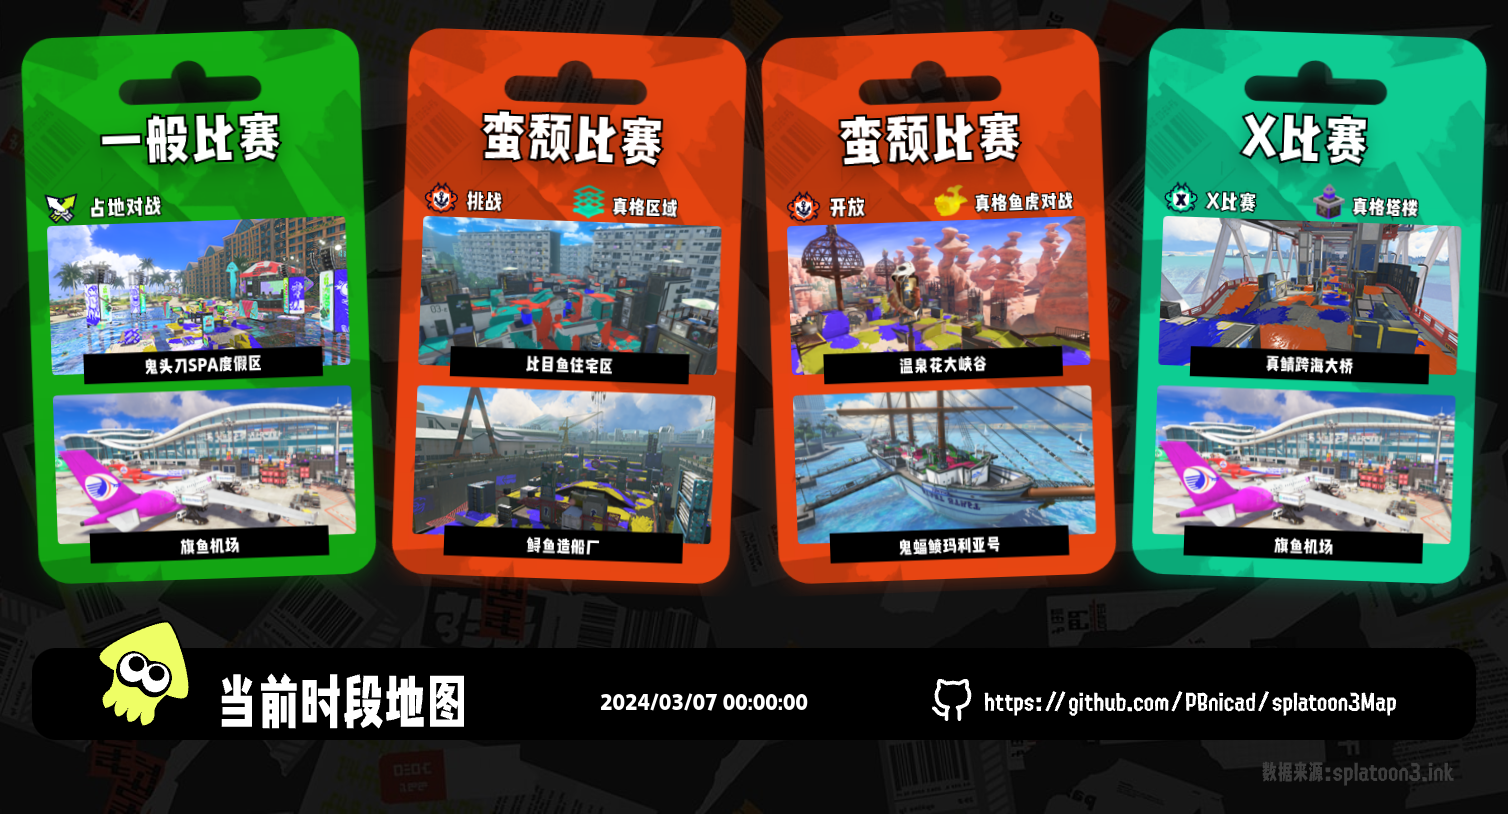 一般比赛
占地对战
鬼头刀SPA度假区
旗鱼机场
蛮颓比赛
挑战
真格区域
比目鱼住宅区
鲟鱼造船厂
蛮颓比赛
开放
真格鱼虎对战
温泉花大峡谷
鬼蝠鲼玛利亚号
X比赛
X比赛
真格塔楼
真鲭跨海大桥
旗鱼机场
当前时段地图
2024/03/07 00:00:00
https://github.com/PBnicad/splatoon3Map
数据来源:splatoon3.ink